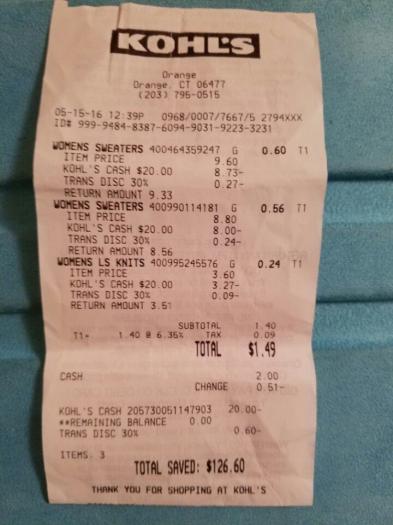 KOHL'S
Orange
Orange, CT 06477
(203) 795-0515
05-15-16 12:39P 0968/0007/7667/5 2794XXX
ID# 999-9484-8387-6094-9031-9223-3231
WOMENS SWEATERS 400464359247 G 0.60 T1
ITEM PRICE 9.60
KOHL'S CASH $20.00 8.73-
TRANS DISC 30% 0.27-
RETURN AMOUNT 9.33
WOMENS SWEATERS 400990114181 G 0.56 T1
ITEM PRICE 8.80
KOHL'S CASH $20.00 8.00-
TRANS DISC 30% 0.24-
RETURN AMOUNT 8.56
WOMENS LS KNITS 400995245576 G 0.24 T1
ITEM PRICE 3.60
KOHL'S CASH $20.00 3.27-
TRANS DISC 30% 0.09-
RETURN AMOUNT 3.51
SUBTOTAL 1.40
T1= 1.40 @ 6.35% TAX 0.09
TOTAL $1.49
CASH 2.00
CHANGE 0.51-
KOHL'S CASH 205730051147903 20.00-
**REMAINING BALANCE 0.00
TRANS DISC 30% 0.60-
ITEMS: 3
TOTAL SAVED: $126.60
THANK YOU FOR SHOPPING AT KOHL'S